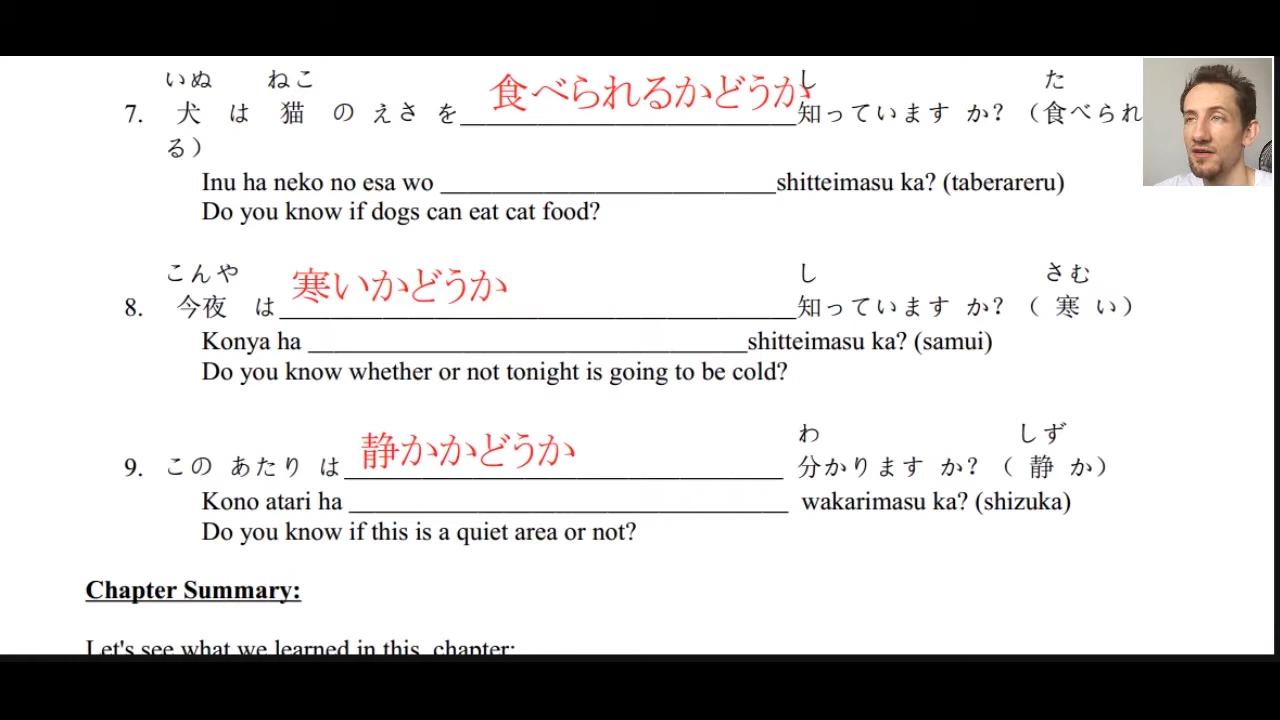 いぬ ねこ し た
7. 犬 は 猫 の えさ を 食べられるかどうか 知っています か? (食べられ
る)
Inu ha neko no esa wo ____________________shitteimasu ka? (taberareru)
Do you know if dogs can eat cat food?
こんや し さむ
8. 今夜 は 寒いかどうか 知っています か? ( 寒 い)
Konya ha ____________________shitteimasu ka? (samui)
Do you know whether or not tonight is going to be cold?
わ しず
9. この あたり は 静かかどうか 分かります か? ( 静 か)
Kono atari ha ____________________ wakarimasu ka? (shizuka)
Do you know if this is a quiet area or not?
Chapter Summary:
Let's see what we learned in this chapter: